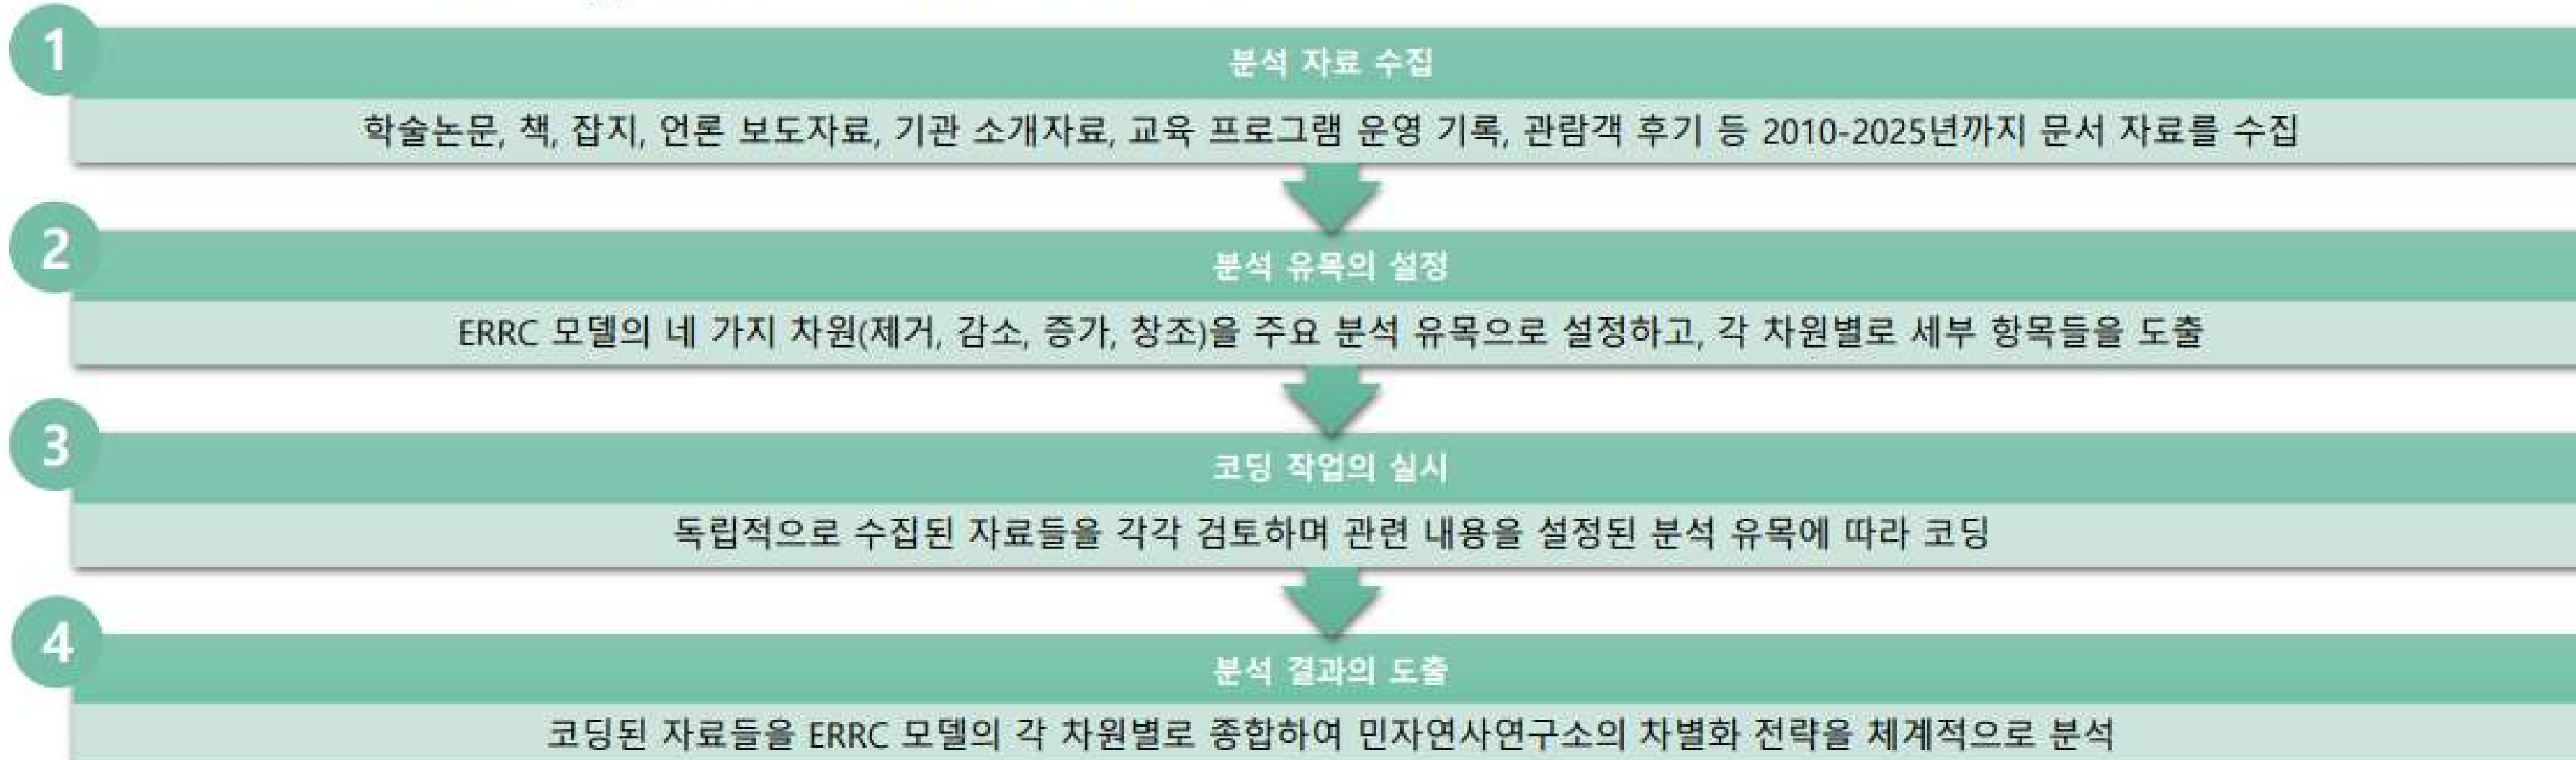 1
분석 자료 수집
학술논문, 책, 잡지, 언론 보도자료, 기관 소개자료, 교육 프로그램 운영 기록, 관람객 후기 등 2010-2025년까지 문서 자료를 수집
2
분석 유목의 설정
ERRC 모델의 네 가지 차원(제거, 감소, 증가, 창조)을 주요 분석 유목으로 설정하고, 각 차원별로 세부 항목들을 도출
3
코딩 작업의 실시
독립적으로 수집된 자료들을 각각 검토하며 관련 내용을 설정된 분석 유목에 따라 코딩
4
분석 결과의 도출
코딩된 자료들을 ERRC 모델의 각 차원별로 종합하여 민자연사연구소의 차별화 전략을 체계적으로 분석